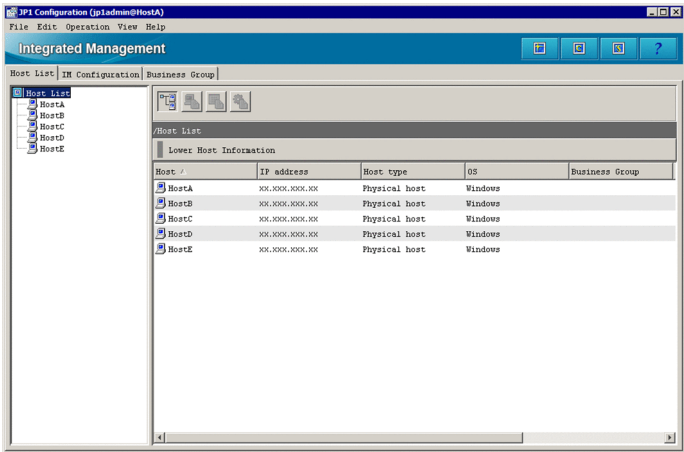 JP1 Configuration (jp1admin@HostA)
File Edit Operation View Help
Integrated Management
?
Host List IM Configuration Business Group
Host List
HostA
HostB
HostC
HostD
HostE
/Host List
Lower Host Information
Host IP address Host type OS Business Group
HostA xx.xxx.xxx.xx Physical host Windows
HostB xx.xxx.xxx.xx Physical host Windows
HostC xx.xxx.xxx.xx Physical host Windows
HostD xx.xxx.xxx.xx Physical host Windows
HostE xx.xxx.xxx.xx Physical host Windows